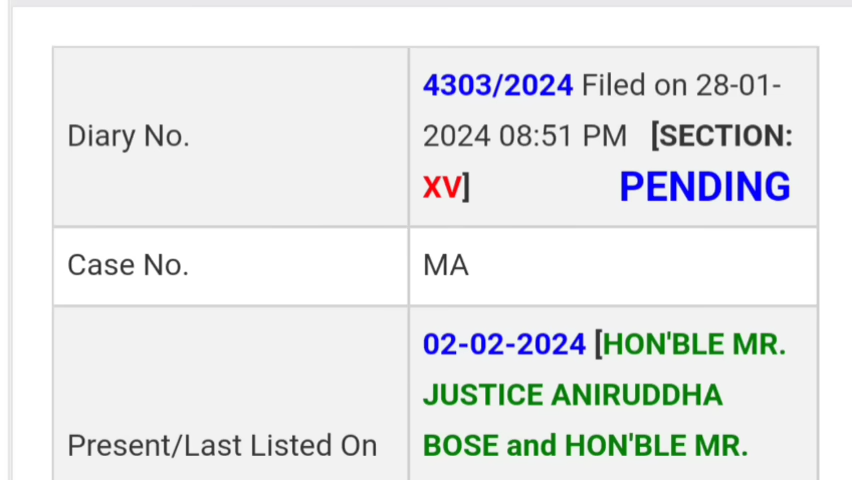 Diary No.
4303/2024 Filed on 28-01-
2024 08:51 PM [SECTION:
XV] PENDING
Case No.
MA
Present/Last Listed On
02-02-2024 [HON'BLE MR.
JUSTICE ANIRUDDHA
BOSE and HON'BLE MR.